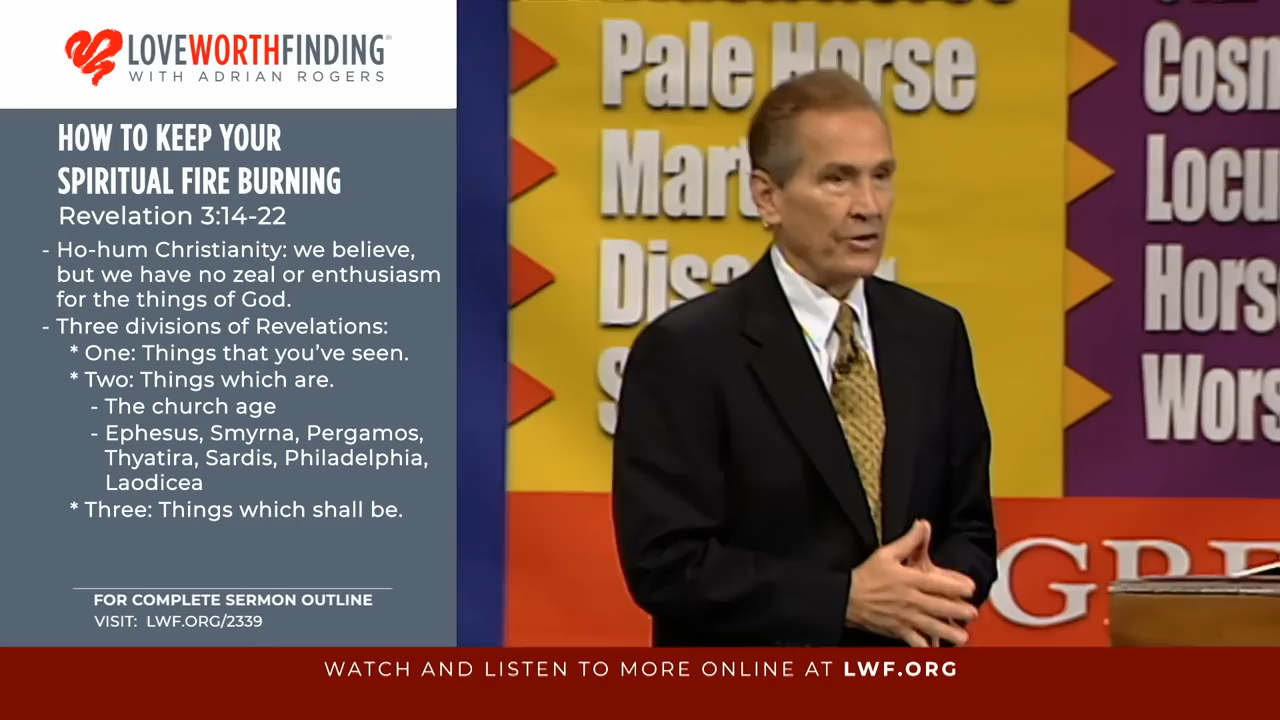 LOVEWORTHFINDING®
WITH ADRIAN ROGERS
HOW TO KEEP YOUR
SPIRITUAL FIRE BURNING
Revelation 3:14-22
- Ho-hum Christianity: we believe,
but we have no zeal or enthusiasm
for the things of God.
- Three divisions of Revelations:
* One: Things that you’ve seen.
* Two: Things which are.
- The church age
- Ephesus, Smyrna, Pergamos,
Thyatira, Sardis, Philadelphia,
Laodicea
* Three: Things which shall be.
FOR COMPLETE SERMON OUTLINE
VISIT: LWF.ORG/2339
Pale Horse
WATCH AND LISTEN TO MORE ONLINE AT LWF.ORG